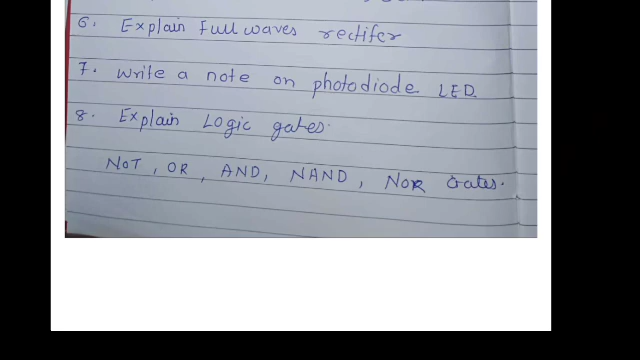 6. Explain Full waves rectifer
7. Write a note on photodiode LED.
8. Explain Logic gates.
NOT, OR, AND, NAND, NOR Gates.